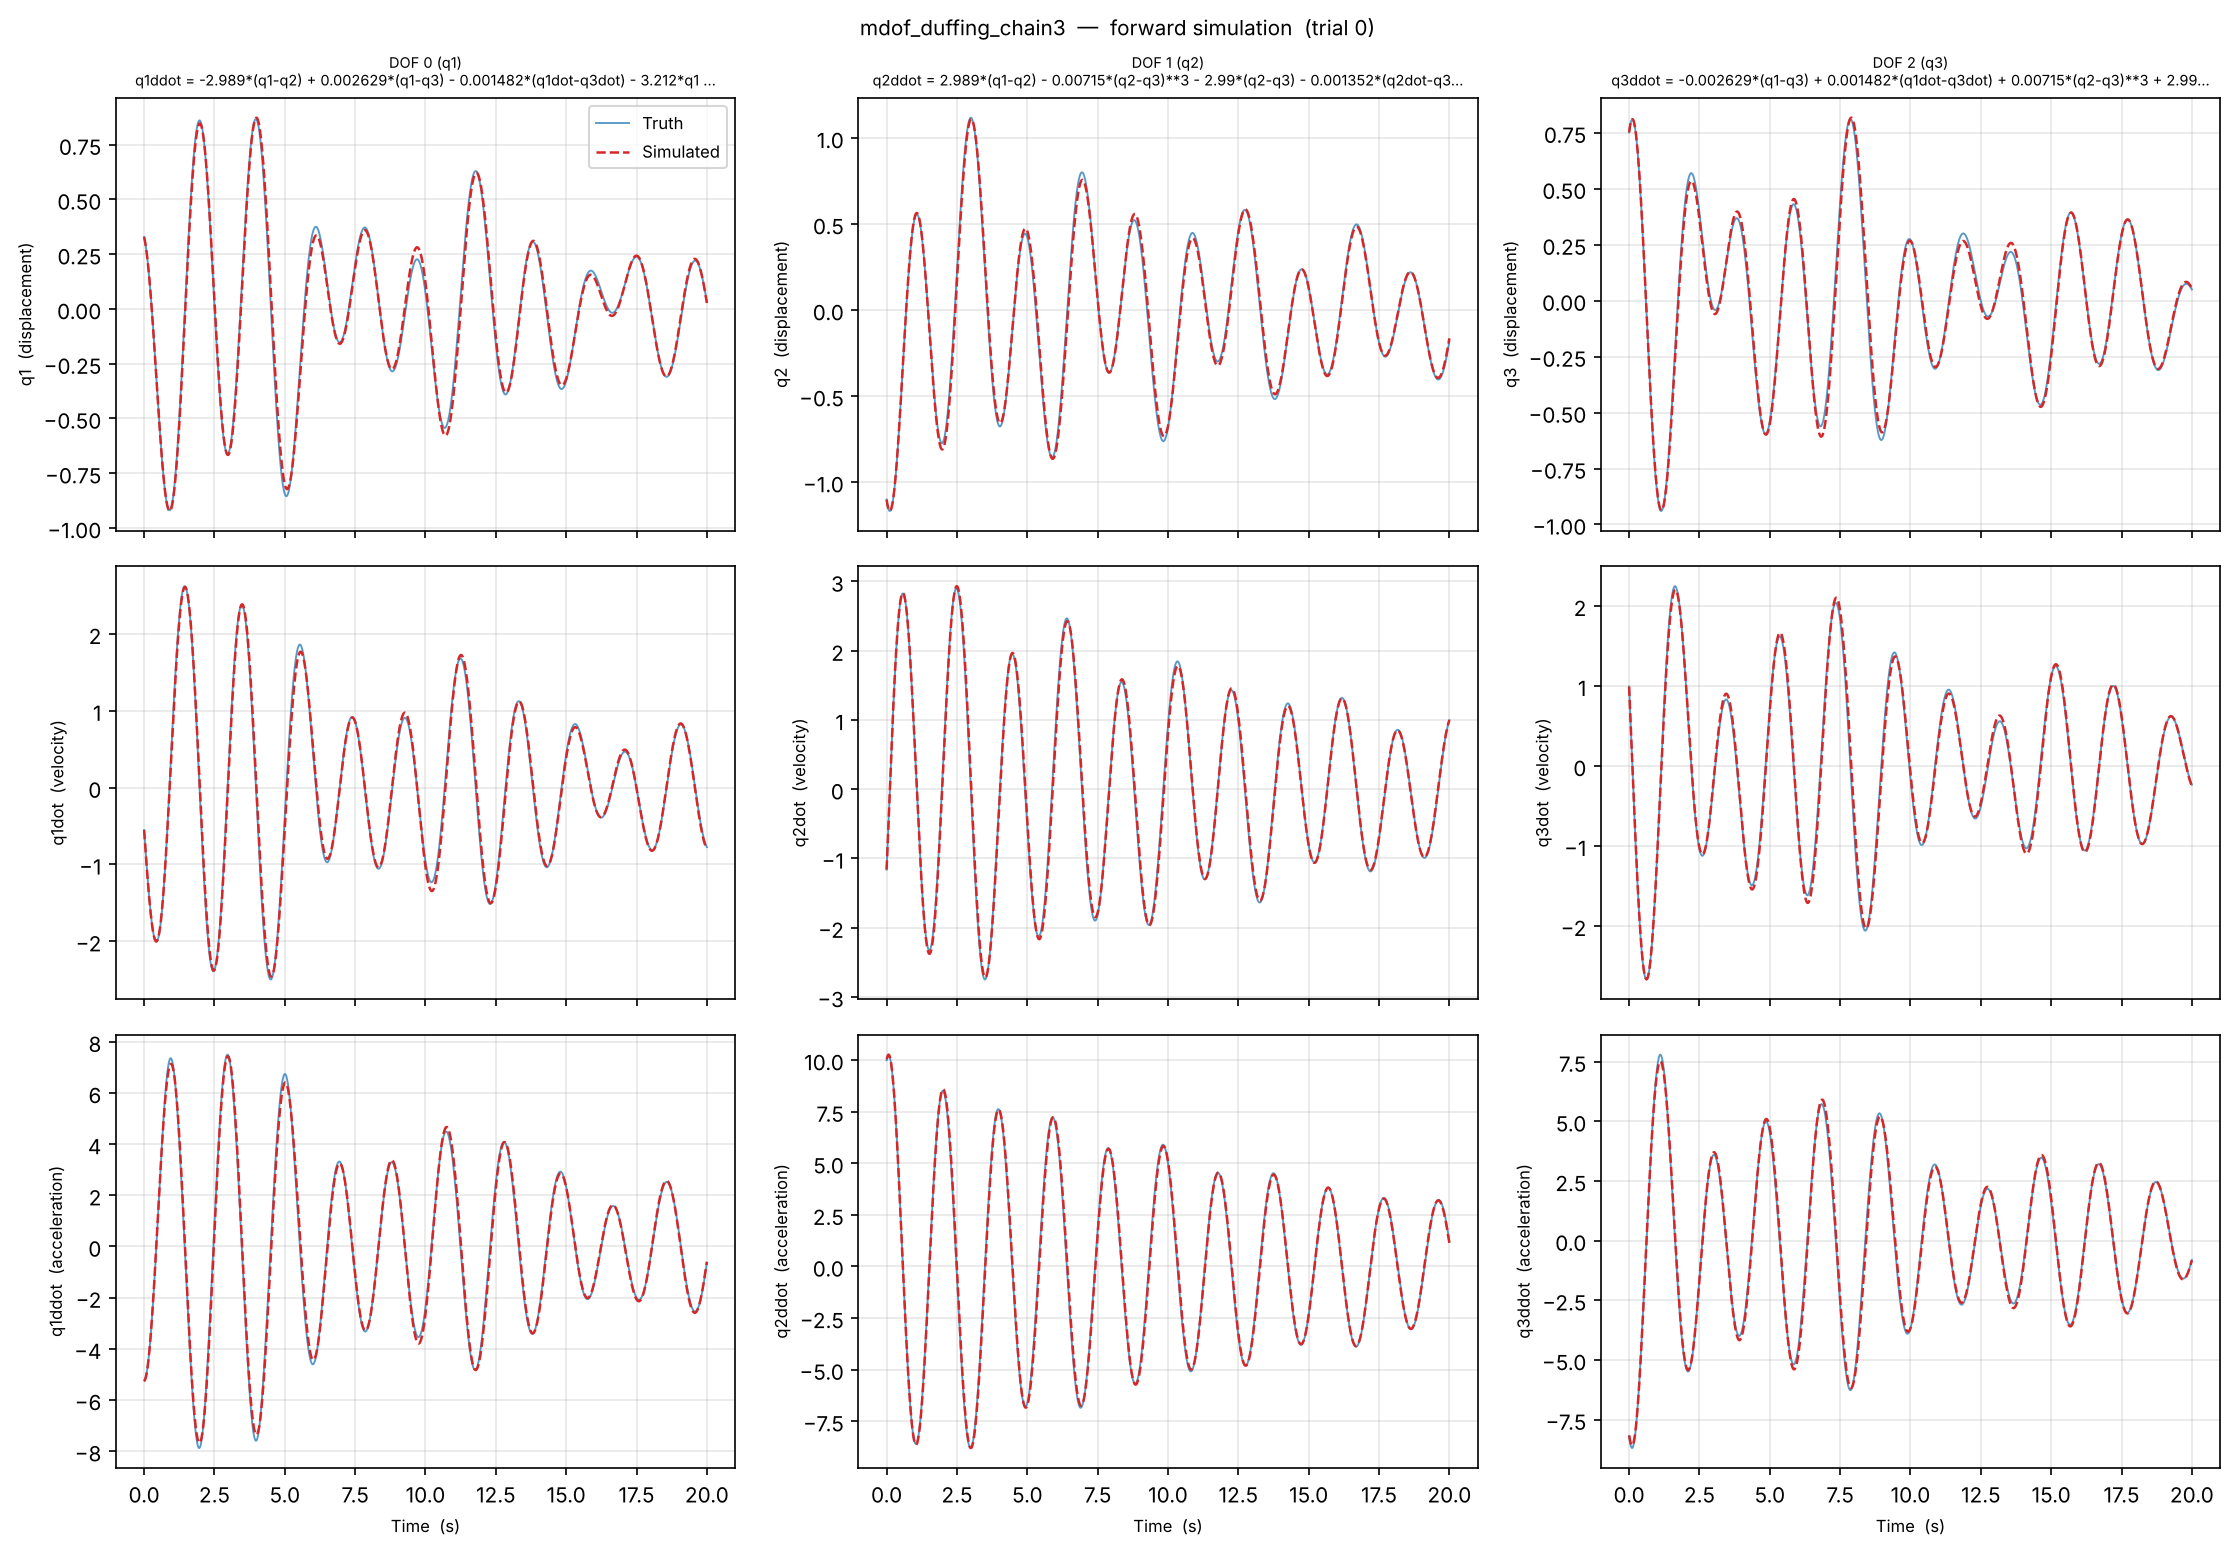 mdof_duffing_chain3 — forward simulation (trial 0)
DOF 0 (q1)
q1ddot = -2.989*(q1-q2) + 0.002629*(q1-q3) - 0.001482*(q1dot-q3dot) - 3.212*q1 ...
DOF 1 (q2)
q2ddot = 2.989*(q1-q2) - 0.00715*(q2-q3)**3 - 2.99*(q2-q3) - 0.001352*(q2dot-q3...
DOF 2 (q3)
q3ddot = -0.002629*(q1-q3) + 0.001482*(q1dot-q3dot) + 0.00715*(q2-q3)**3 + 2.99...
Truth
Simulated
q1 (displacement)
0.75
0.50
0.25
0.00
−0.25
−0.50
−0.75
−1.00
q2 (displacement)
1.0
0.5
0.0
−0.5
−1.0
q3 (displacement)
0.75
0.50
0.25
0.00
−0.25
−0.50
−0.75
−1.00
q1dot (velocity)
2
1
0
−1
−2
q2dot (velocity)
3
2
1
0
−1
−2
−3
q3dot (velocity)
2
1
0
−1
−2
q1ddot (acceleration)
8
6
4
2
0
−2
−4
−6
−8
q2ddot (acceleration)
10.0
7.5
5.0
2.5
0.0
−2.5
−5.0
−7.5
q3ddot (acceleration)
7.5
5.0
2.5
0.0
−2.5
−5.0
−7.5
0.0 2.5 5.0 7.5 10.0 12.5 15.0 17.5 20.0
Time (s)
0.0 2.5 5.0 7.5 10.0 12.5 15.0 17.5 20.0
Time (s)
0.0 2.5 5.0 7.5 10.0 12.5 15.0 17.5 20.0
Time (s)